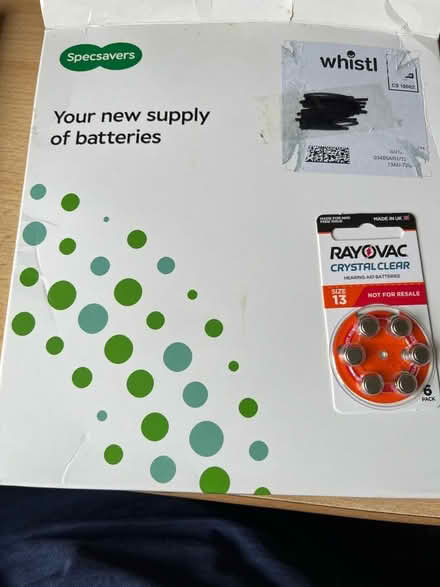 Specsavers
Your new supply
of batteries
whistl
MADE IN UK
RAYOVAC
CRYSTAL CLEAR
HEARING AID BATTERIES
SIZE
13
NOT FOR RESALE
6
PACK